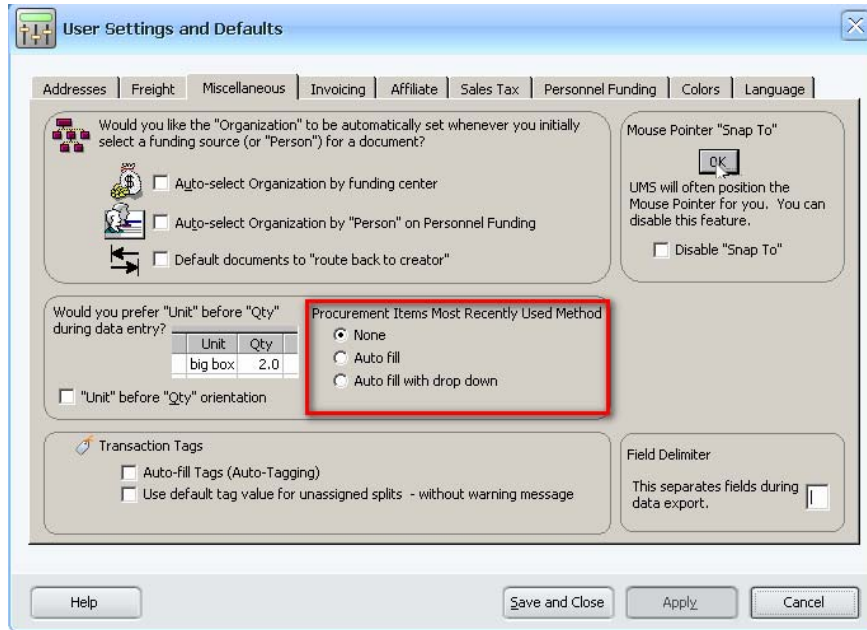 User Settings and Defaults
Addresses
Freight
Miscellaneous
Invoicing
Affiliate
Sales Tax
Personnel Funding
Colors
Language
Would you like the "Organization" to be automatically set whenever you initially
select a funding source (or "Person") for a document?
Auto-select Organization by funding center
Auto-select Organization by "Person" on Personnel Funding
Default documents to "route back to creator"
Mouse Pointer "Snap To"
OK
UMS will often position the
Mouse Pointer for you. You can
disable this feature.
Disable "Snap To"
Would you prefer "Unit" before "Qty"
during data entry?
Unit Qty
big box 2.0
"Unit" before "Qty" orientation
Procurement Items Most Recently Used Method
None
Auto fill
Auto fill with drop down
Transaction Tags
Auto-fill Tags (Auto-Tagging)
Use default tag value for unassigned splits - without warning message
Field Delimiter
This separates fields during
data export.
|
Help
Save and Close
Apply
Cancel